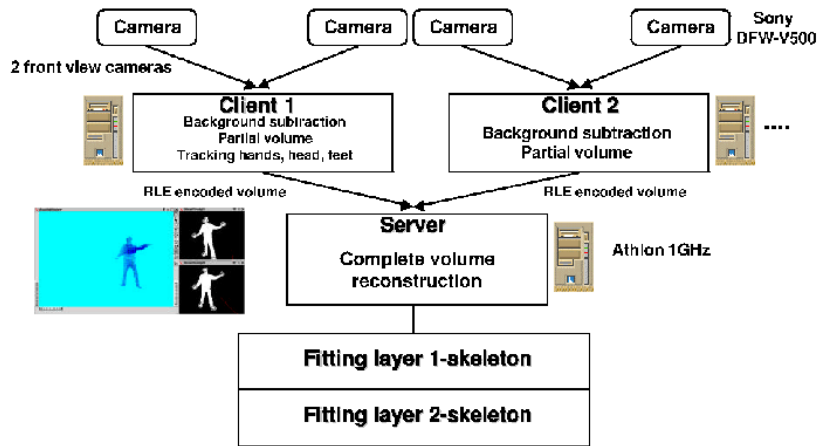 Camera
Camera
Camera
Camera
Sony
DFW-V500
2 front view cameras
Client 1
Background subtraction
Partial volume
Tracking hands, head, feet
Client 2
Background subtraction
Partial volume
....
RLE encoded volume
RLE encoded volume
Server
Complete volume
reconstruction
Athlon 1GHz
Fitting layer 1-skeleton
Fitting layer 2-skeleton